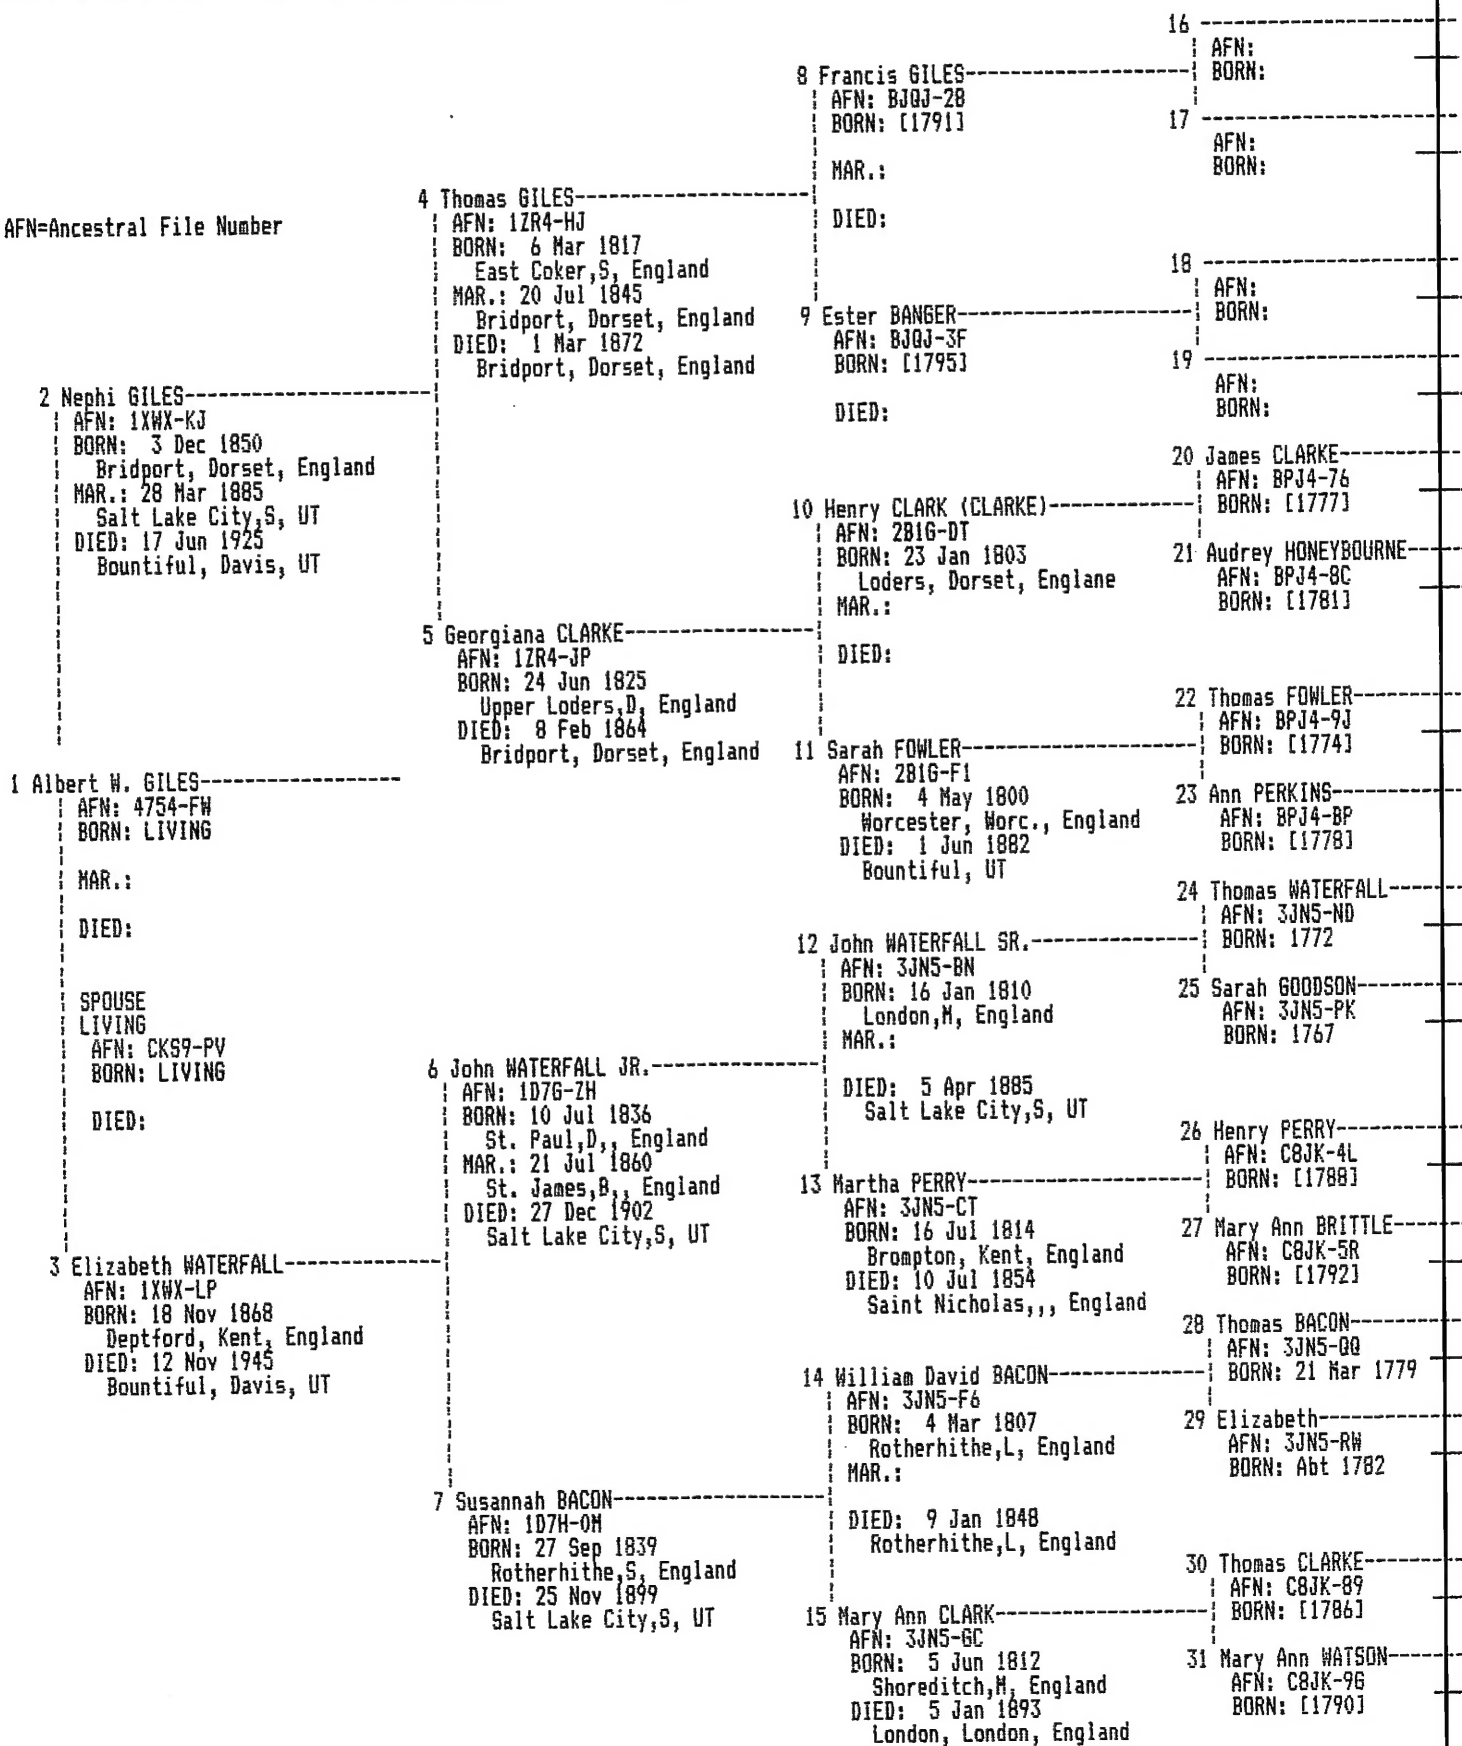 AFN=Ancestral File Number
1 Albert W. GILES
AFN: 4754-FW
BORN: LIVING
MAR.:
DIED:
SPOUSE
LIVING
AFN: CKS9-PV
BORN: LIVING
DIED:
2 Nephi GILES
AFN: 1XWX-KJ
BORN: 3 Dec 1850
Bridport, Dorset, England
MAR.: 28 Mar 1885
Salt Lake City,S, UT
DIED: 17 Jun 1925
Bountiful, Davis, UT
3 Elizabeth WATERFALL
AFN: 1XWX-LP
BORN: 18 Nov 1868
Deptford, Kent, England
DIED: 12 Nov 1945
Bountiful, Davis, UT
4 Thomas GILES
AFN: 1ZR4-HJ
BORN: 6 Mar 1817
East Coker,S, England
MAR.: 20 Jul 1845
Bridport, Dorset, England
DIED: 1 Mar 1872
Bridport, Dorset, England
5 Georgiana CLARKE
AFN: 1ZR4-JP
BORN: 24 Jun 1825
Upper Loders,D, England
DIED: 8 Feb 1864
Bridport, Dorset, England
6 John WATERFALL JR.
AFN: 1D7G-ZH
BORN: 10 Jul 1836
St. Paul,D,, England
MAR.: 21 Jul 1860
St. James,B,, England
DIED: 27 Dec 1902
Salt Lake City,S, UT
7 Susannah BACON
AFN: 1D7H-0M
BORN: 27 Sep 1839
Rotherhithe,S, England
DIED: 25 Nov 1899
Salt Lake City,S, UT
8 Francis GILES
AFN: BJQJ-28
BORN: [1791]
MAR.:
DIED:
9 Ester BANGER
AFN: BJQJ-3F
BORN: [1795]
DIED:
10 Henry CLARK (CLARKE)
AFN: 2B1G-DT
BORN: 23 Jan 1803
Loders, Dorset, Englane
MAR.:
DIED:
11 Sarah FOWLER
AFN: 2B1G-F1
BORN: 4 May 1800
Worcester, Worc., England
DIED: 1 Jun 1882
Bountiful, UT
12 John WATERFALL SR.
AFN: 3JN5-BN
BORN: 16 Jan 1810
London,M, England
MAR.:
DIED: 5 Apr 1885
Salt Lake City,S, UT
13 Martha PERRY
AFN: 3JN5-CT
BORN: 16 Jul 1814
Brompton, Kent, England
DIED: 10 Jul 1854
Saint Nicholas,,, England
14 William David BACON
AFN: 3JN5-F6
BORN: 4 Mar 1807
Rotherhithe,L, England
MAR.:
DIED: 9 Jan 1848
Rotherhithe,L, England
15 Mary Ann CLARK
AFN: 3JN5-GC
BORN: 5 Jun 1812
Shoreditch,M, England
DIED: 5 Jan 1893
London, London, England
16
AFN:
BORN:
17
AFN:
BORN:
18
AFN:
BORN:
19
AFN:
BORN:
20 James CLARKE
AFN: BPJ4-76
BORN: [1777]
21 Audrey HONEYBOURNE
AFN: BPJ4-8C
BORN: [1781]
22 Thomas FOWLER
AFN: BPJ4-9J
BORN: [1774]
23 Ann PERKINS
AFN: BPJ4-BP
BORN: [1778]
24 Thomas WATERFALL
AFN: 3JN5-ND
BORN: 1772
25 Sarah GOODSON
AFN: 3JN5-PK
BORN: 1767
26 Henry PERRY
AFN: C8JK-4L
BORN: [1788]
27 Mary Ann BRITTLE
AFN: C8JK-5R
BORN: [1792]
28 Thomas BACON
AFN: 3JN5-QQ
BORN: 21 Mar 1779
29 Elizabeth
AFN: 3JN5-RW
BORN: Abt 1782
30 Thomas CLARKE
AFN: C8JK-89
BORN: [1786]
31 Mary Ann WATSON
AFN: C8JK-9G
BORN: [1790]